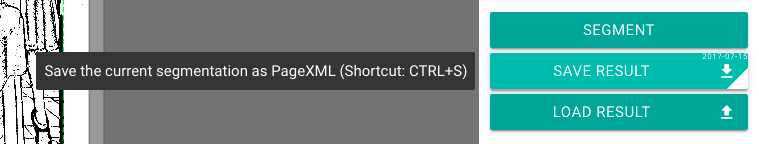 SEGMENT
2017-07-15
Save the current segmentation as PageXML (Shortcut: CTRL+S)
SAVE RESULT
LOAD RESULT